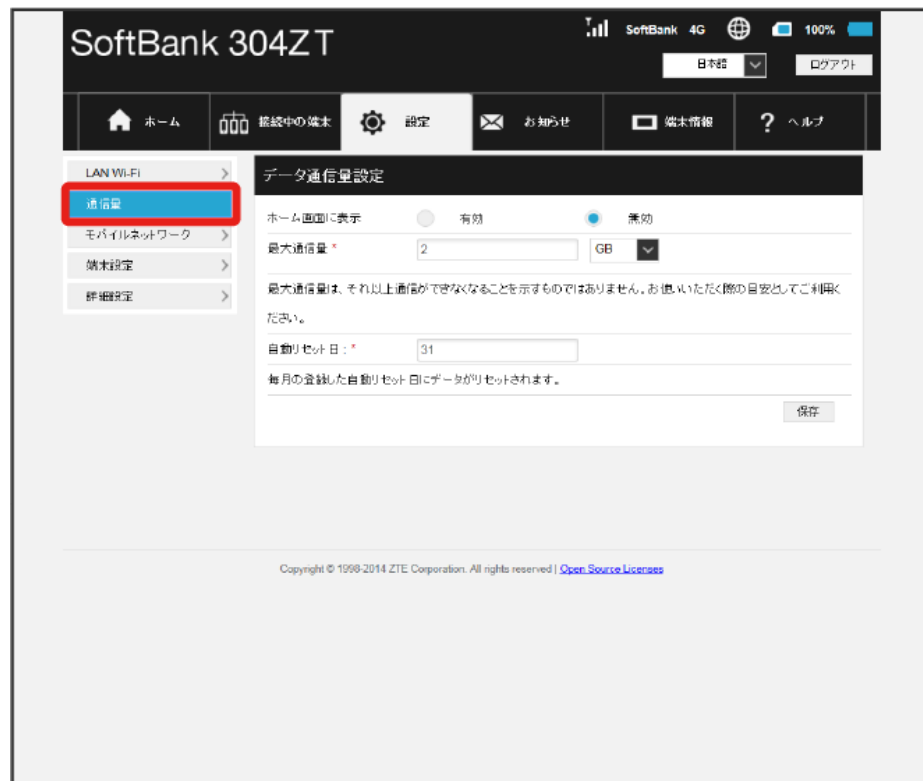 SoftBank 304ZT
SoftBank 4G 100%
日本語 ログアウト
ホーム 接続中の端末 設定 お知らせ 端末情報 ? ヘルプ
LAN Wi-Fi
通信量
モバイルネットワーク
端末設定
詳細設定
データ通信量設定
ホーム画面に表示 有効 無効
最大通信量 * 2 GB
最大通信量は、それ以上通信ができなくなることを示すものではありません。お使いいただく際の目安としてご利用く
ださい。
自動リセット日 : * 31
毎月の登録した自動リセット日にデータがリセットされます。
保存
Copyright © 1998-2014 ZTE Corporation. All rights reserved | Open Source Licenses